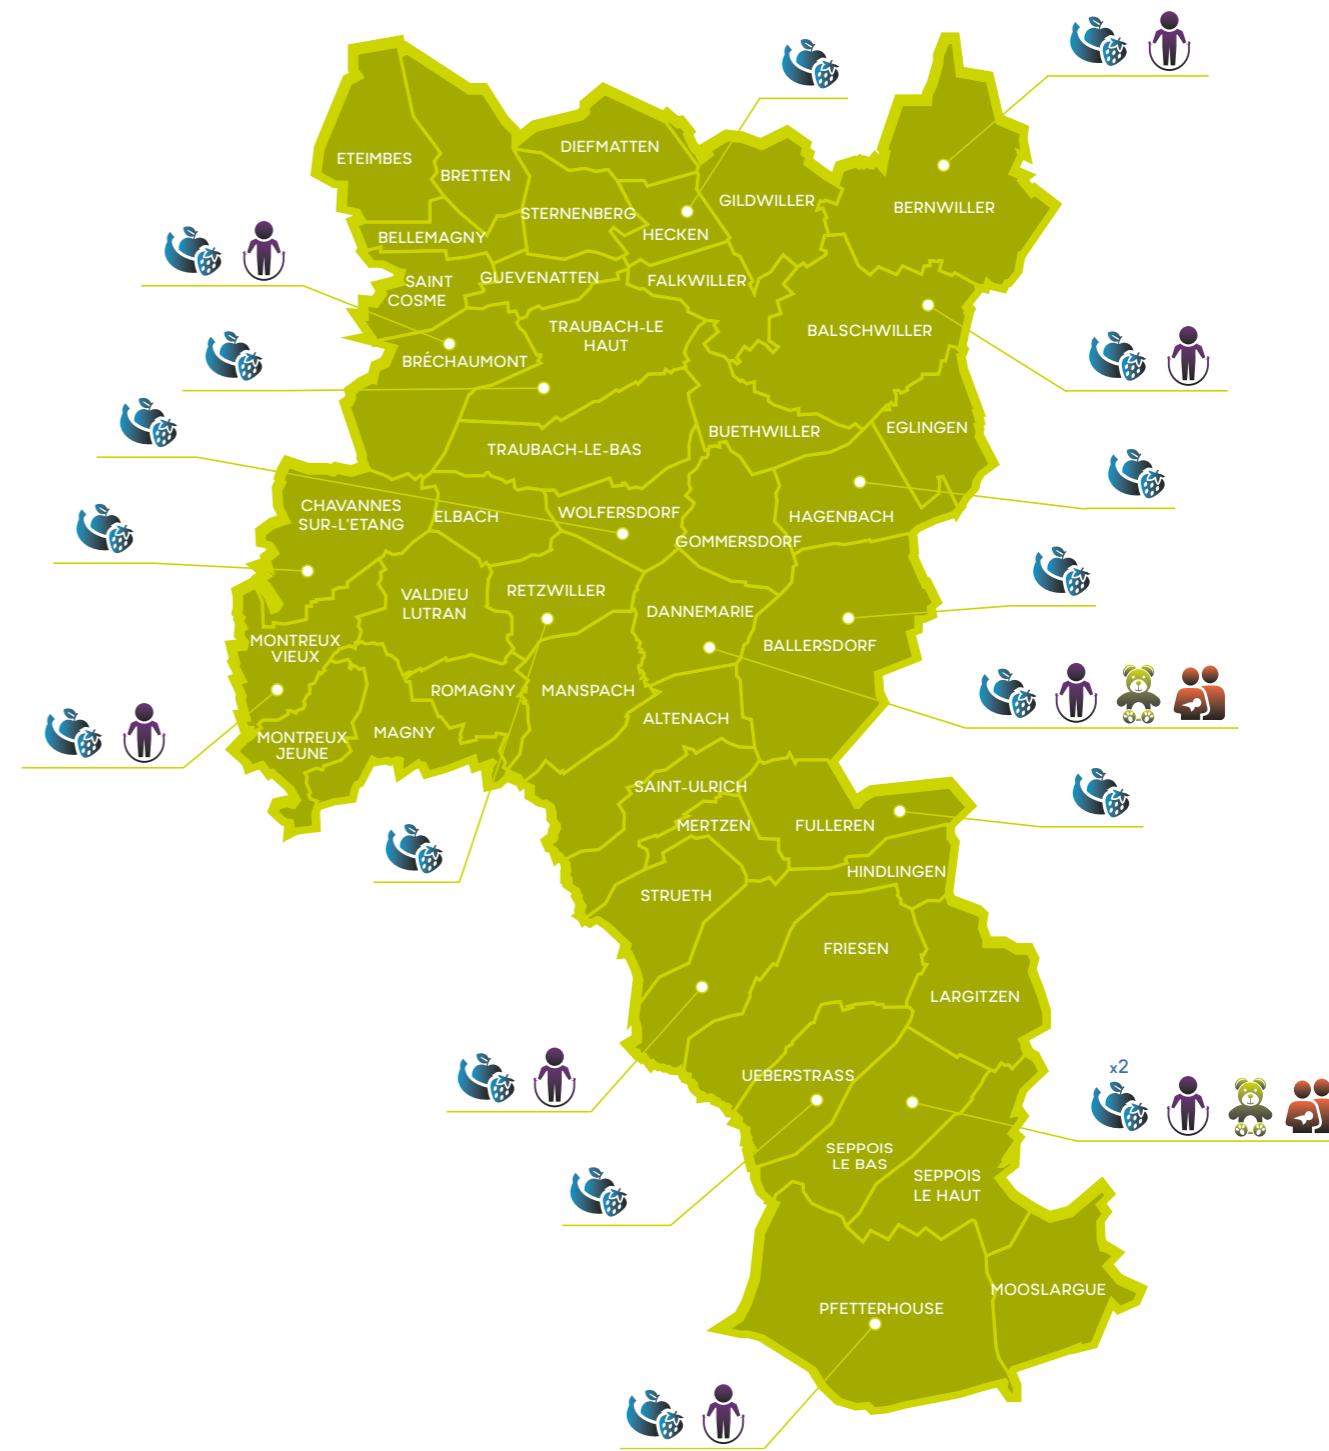 DIEFMATTEN
ETEIMBES
BRETTEN
GILDWILLER
BERNWILLER
STERNENBERG
HECKEN
BELLEMAGNY
GUEVENATTEN
FALKWILLER
SAINT
COSME
TRAUBACH-LE
HAUT
BALSCHWILLER
BRÉCHAUMONT
BUETHWILLER
EGLINGEN
TRAUBACH-LE-BAS
CHAVANNES
SUR-L'ETANG
ELBACH
WOLFERSDORF
HAGENBACH
GOMMERSDORF
VALDIEU
LUTRAN
RETZWILLER
DANNEMARIE
BALLERSDORF
MONTREUX
VIEUX
ROMAGNY
MANSPACH
ALTENACH
MAGNY
MONTREUX
JEUNE
SAINT-ULRICH
MERTZEN
FULLEREN
HINDLINGEN
STRUETH
FRIESEN
LARGITZEN
x2
UEBERSTRASS
SEPPOIS
LE BAS
SEPPOIS
LE HAUT
MOOSLARGUE
PFETTERHOUSE